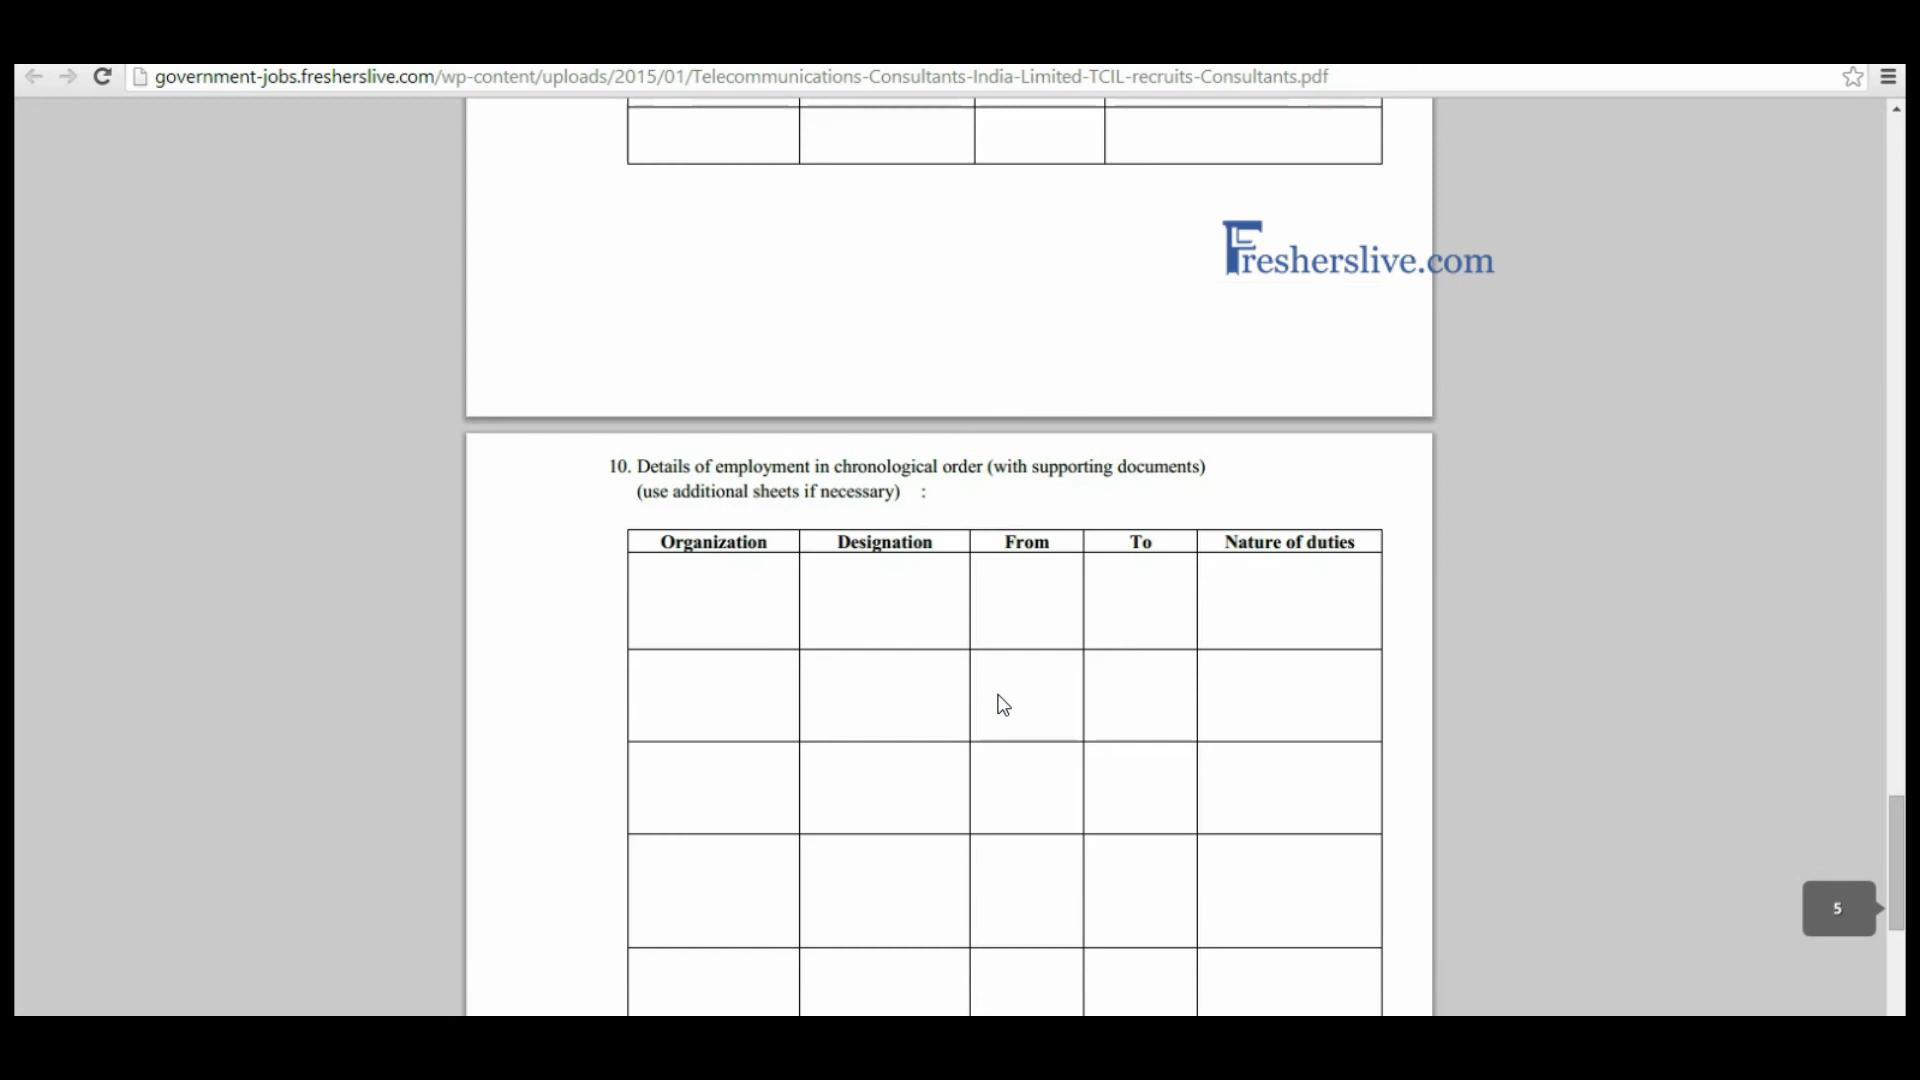 government-jobs.fresherslive.com/wp-content/uploads/2015/01/Telecommunications-Consultants-India-Limited-TCIL-recruits-Consultants.pdf
Fresherslive.com
10. Details of employment in chronological order (with supporting documents)
(use additional sheets if necessary) :
Organization Designation From To Nature of duties
5